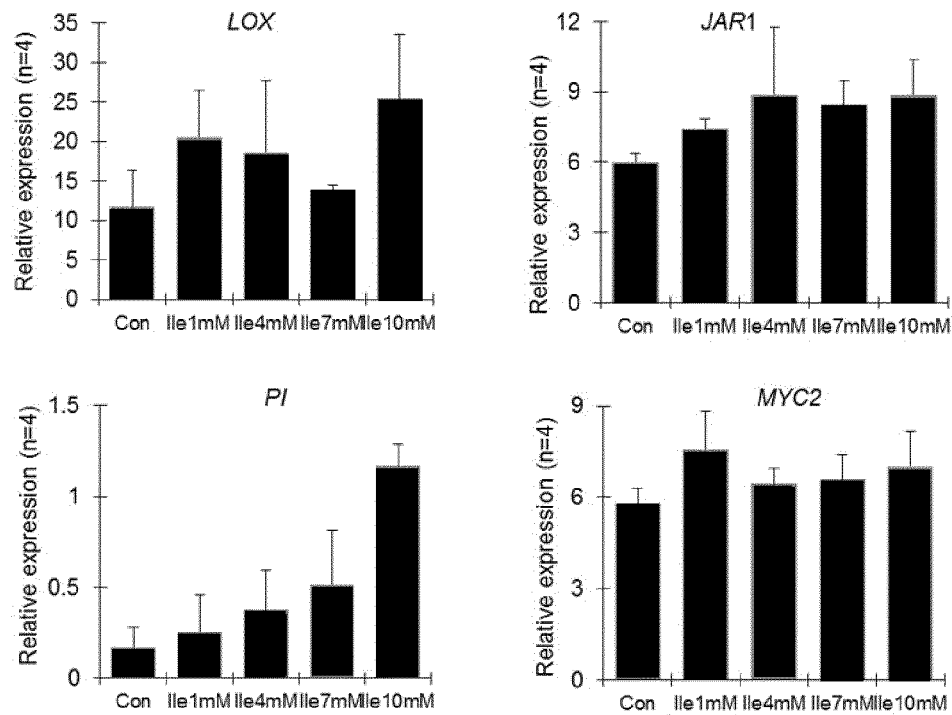 LOX
Relative expression (n=4)
35
30
25
20
15
10
5
0
Con Ile1mM Ile4mM Ile7mM Ile10mM
JAR1
Relative expression (n=4)
12
9
6
3
0
Con Ile1mM Ile4mM Ile7mM Ile10mM
PI
Relative expression (n=4)
1.5
1
0.5
0
Con Ile1mM Ile4mM Ile7mM Ile10mM
MYC2
Relative expression (n=4)
9
6
3
0
Con Ile1mM Ile4mM Ile7mM Ile10mM